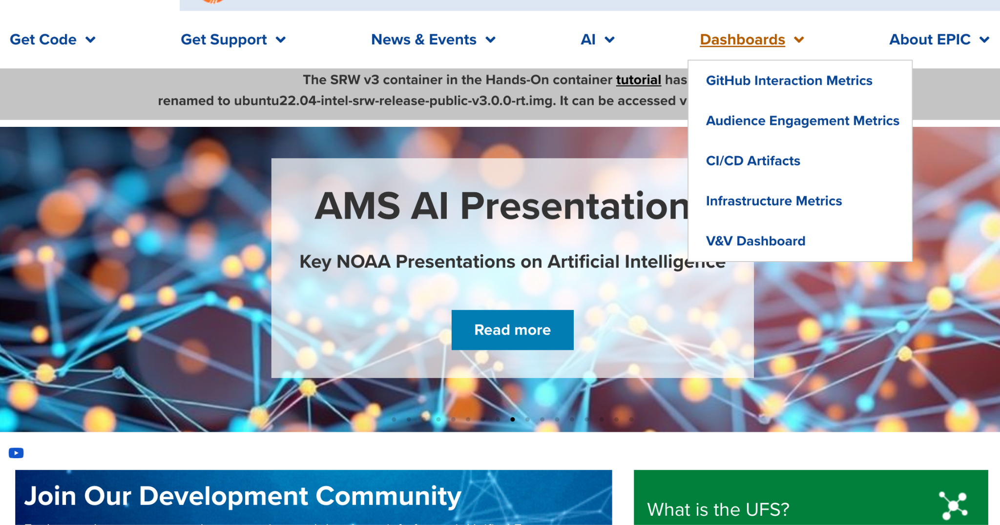 Get Code
Get Support
News & Events
AI
Dashboards
About EPIC
The SRW v3 container in the Hands-On container tutorial has
renamed to ubuntu22.04-intel-srw-release-public-v3.0.0-rt.img. It can be accessed v
GitHub Interaction Metrics
Audience Engagement Metrics
CI/CD Artifacts
Infrastructure Metrics
V&V Dashboard
AMS AI Presentation
Key NOAA Presentations on Artificial Intelligence
Read more
Join Our Development Community
What is the UFS?